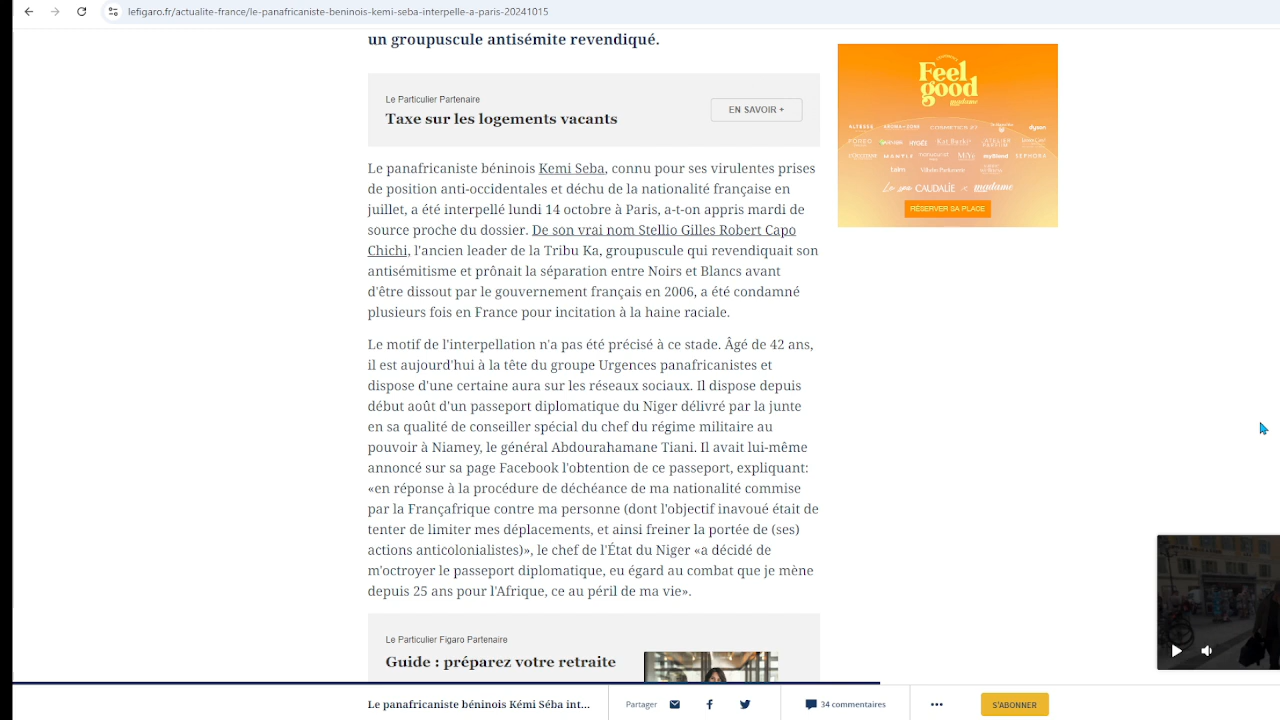 lefigaro.fr/actualite-france/le-panafricaniste-beninois-kemi-seba-interpelle-a-paris-20241015
un groupuscule antisémite revendiqué.
Le Particulier Partenaire
Taxe sur les logements vacants
EN SAVOIR +
Feel
good
madame
sephora
dyson
CAUDALÍE × madame
RÉSERVER SA PLACE
Le panafricaniste béninois Kemi Seba, connu pour ses virulentes prises
de position anti-occidentales et déchu de la nationalité française en
juillet, a été interpellé lundi 14 octobre à Paris, a-t-on appris mardi de
source proche du dossier. De son vrai nom Stellio Gilles Robert Capo
Chichi, l'ancien leader de la Tribu Ka, groupuscule qui revendiquait son
antisémitisme et prônait la séparation entre Noirs et Blancs avant
d'être dissout par le gouvernement français en 2006, a été condamné
plusieurs fois en France pour incitation à la haine raciale.
Le motif de l'interpellation n'a pas été précisé à ce stade. Âgé de 42 ans,
il est aujourd'hui à la tête du groupe Urgences panafricanistes et
dispose d'une certaine aura sur les réseaux sociaux. Il dispose depuis
début août d'un passeport diplomatique du Niger délivré par la junte
en sa qualité de conseiller spécial du chef du régime militaire au
pouvoir à Niamey, le général Abdourahamane Tiani. Il avait lui-même
annoncé sur sa page Facebook l'obtention de ce passeport, expliquant:
«en réponse à la procédure de déchéance de ma nationalité commise
par la Françafrique contre ma personne (dont l'objectif inavoué était de
tenter de limiter mes déplacements, et ainsi freiner la portée de (ses)
actions anticolonialistes)», le chef de l'État du Niger «a décidé de
m'octroyer le passeport diplomatique, eu égard au combat que je mène
depuis 25 ans pour l'Afrique, ce au péril de ma vie».
Le Particulier Figaro Partenaire
Guide : préparez votre retraite
Le panafricaniste béninois Kémi Séba int...
Partager
34 commentaires
S'ABONNER